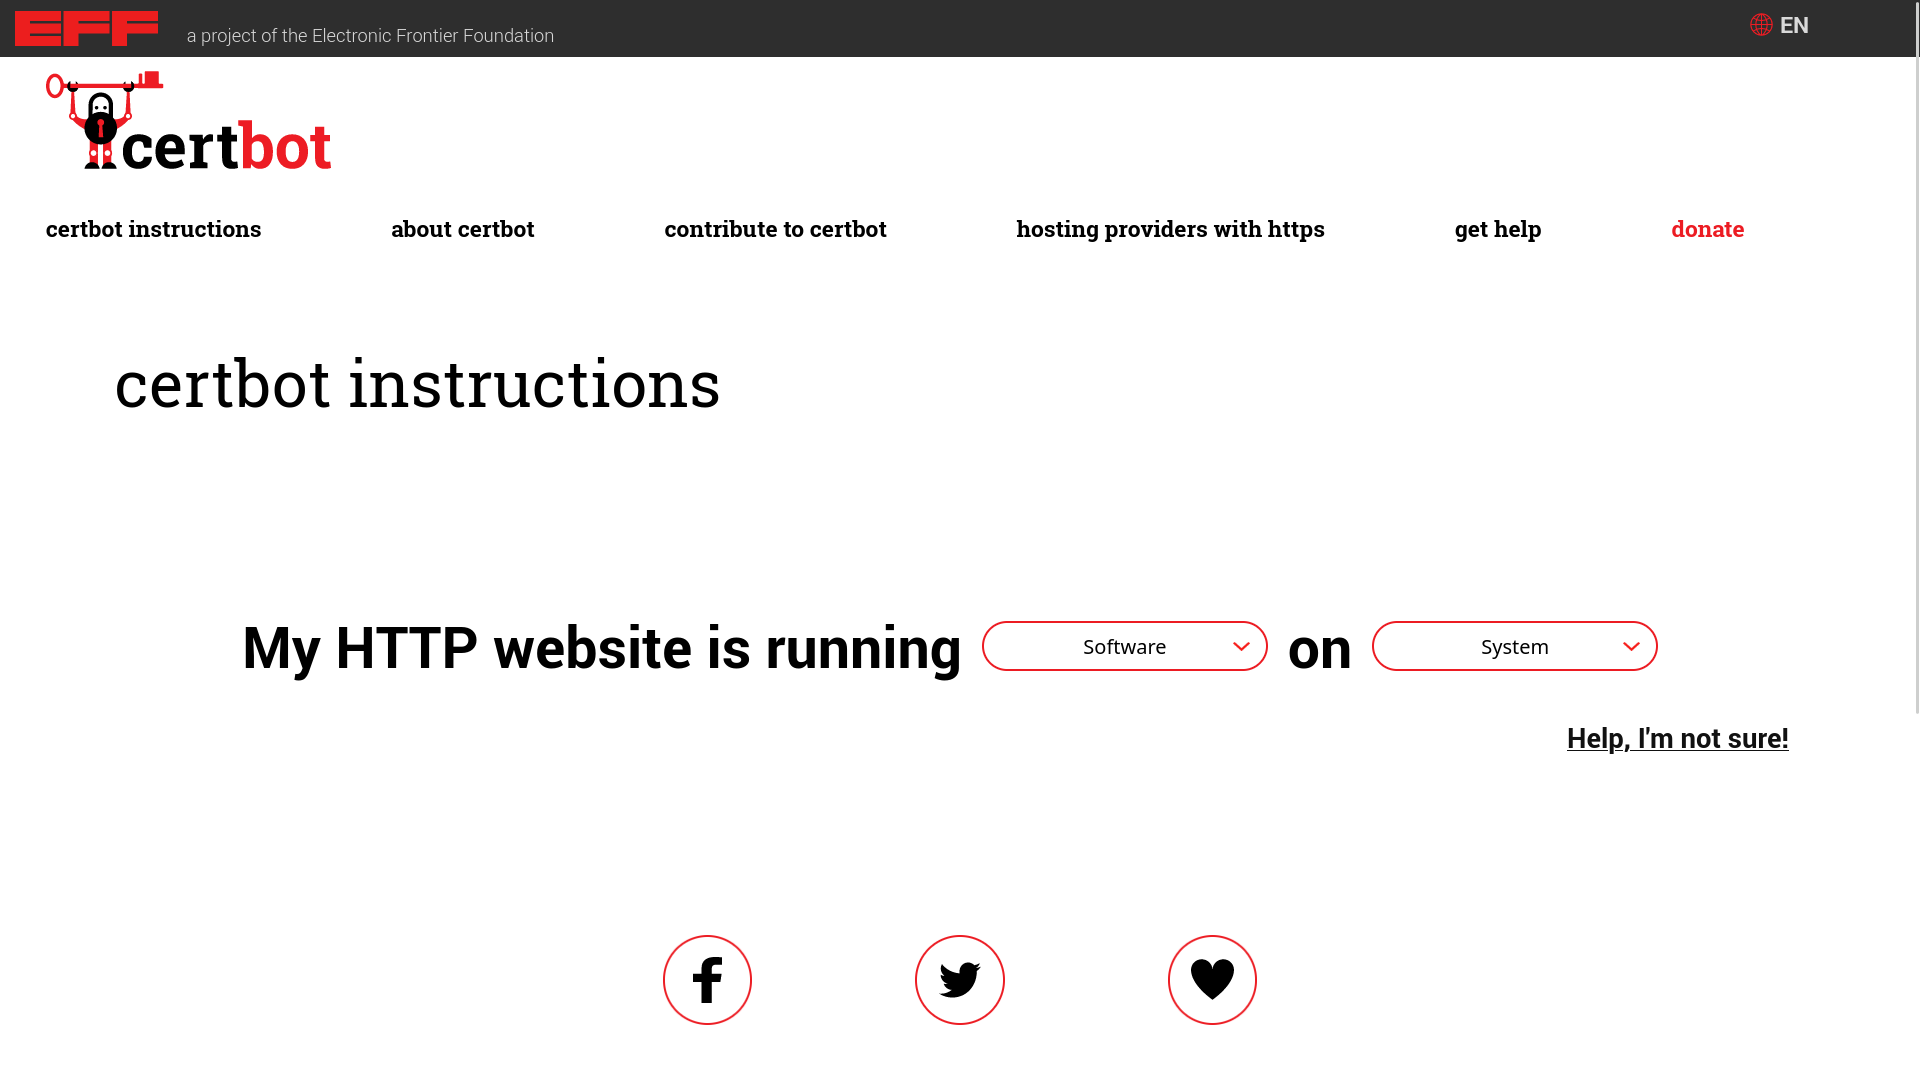 EFF a project of the Electronic Frontier Foundation EN
certbot
certbot instructions about certbot contribute to certbot hosting providers with https get help donate
certbot instructions
My HTTP website is running Software on System
Help, I'm not sure!